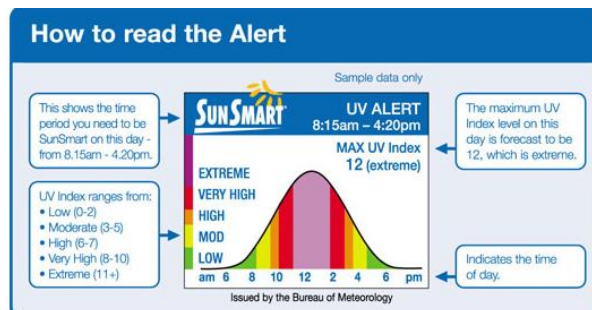 How to read the Alert
Sample data only
This shows the time
period you need to be
SunSmart on this day -
from 8.15am - 4.20pm.
SUNSMART
UV ALERT
8:15am – 4:20pm
MAX UV Index
12 (extreme)
The maximum UV
Index level on this
day is forecast to be
12, which is extreme.
UV Index ranges from:
• Low (0-2)
• Moderate (3-5)
• High (6-7)
• Very High (8-10)
• Extreme (11+)
EXTREME
VERY HIGH
HIGH
MOD
LOW
am 6 8 10 12 2 4 6 pm
Indicates the time
of day.
Issued by the Bureau of Meteorology